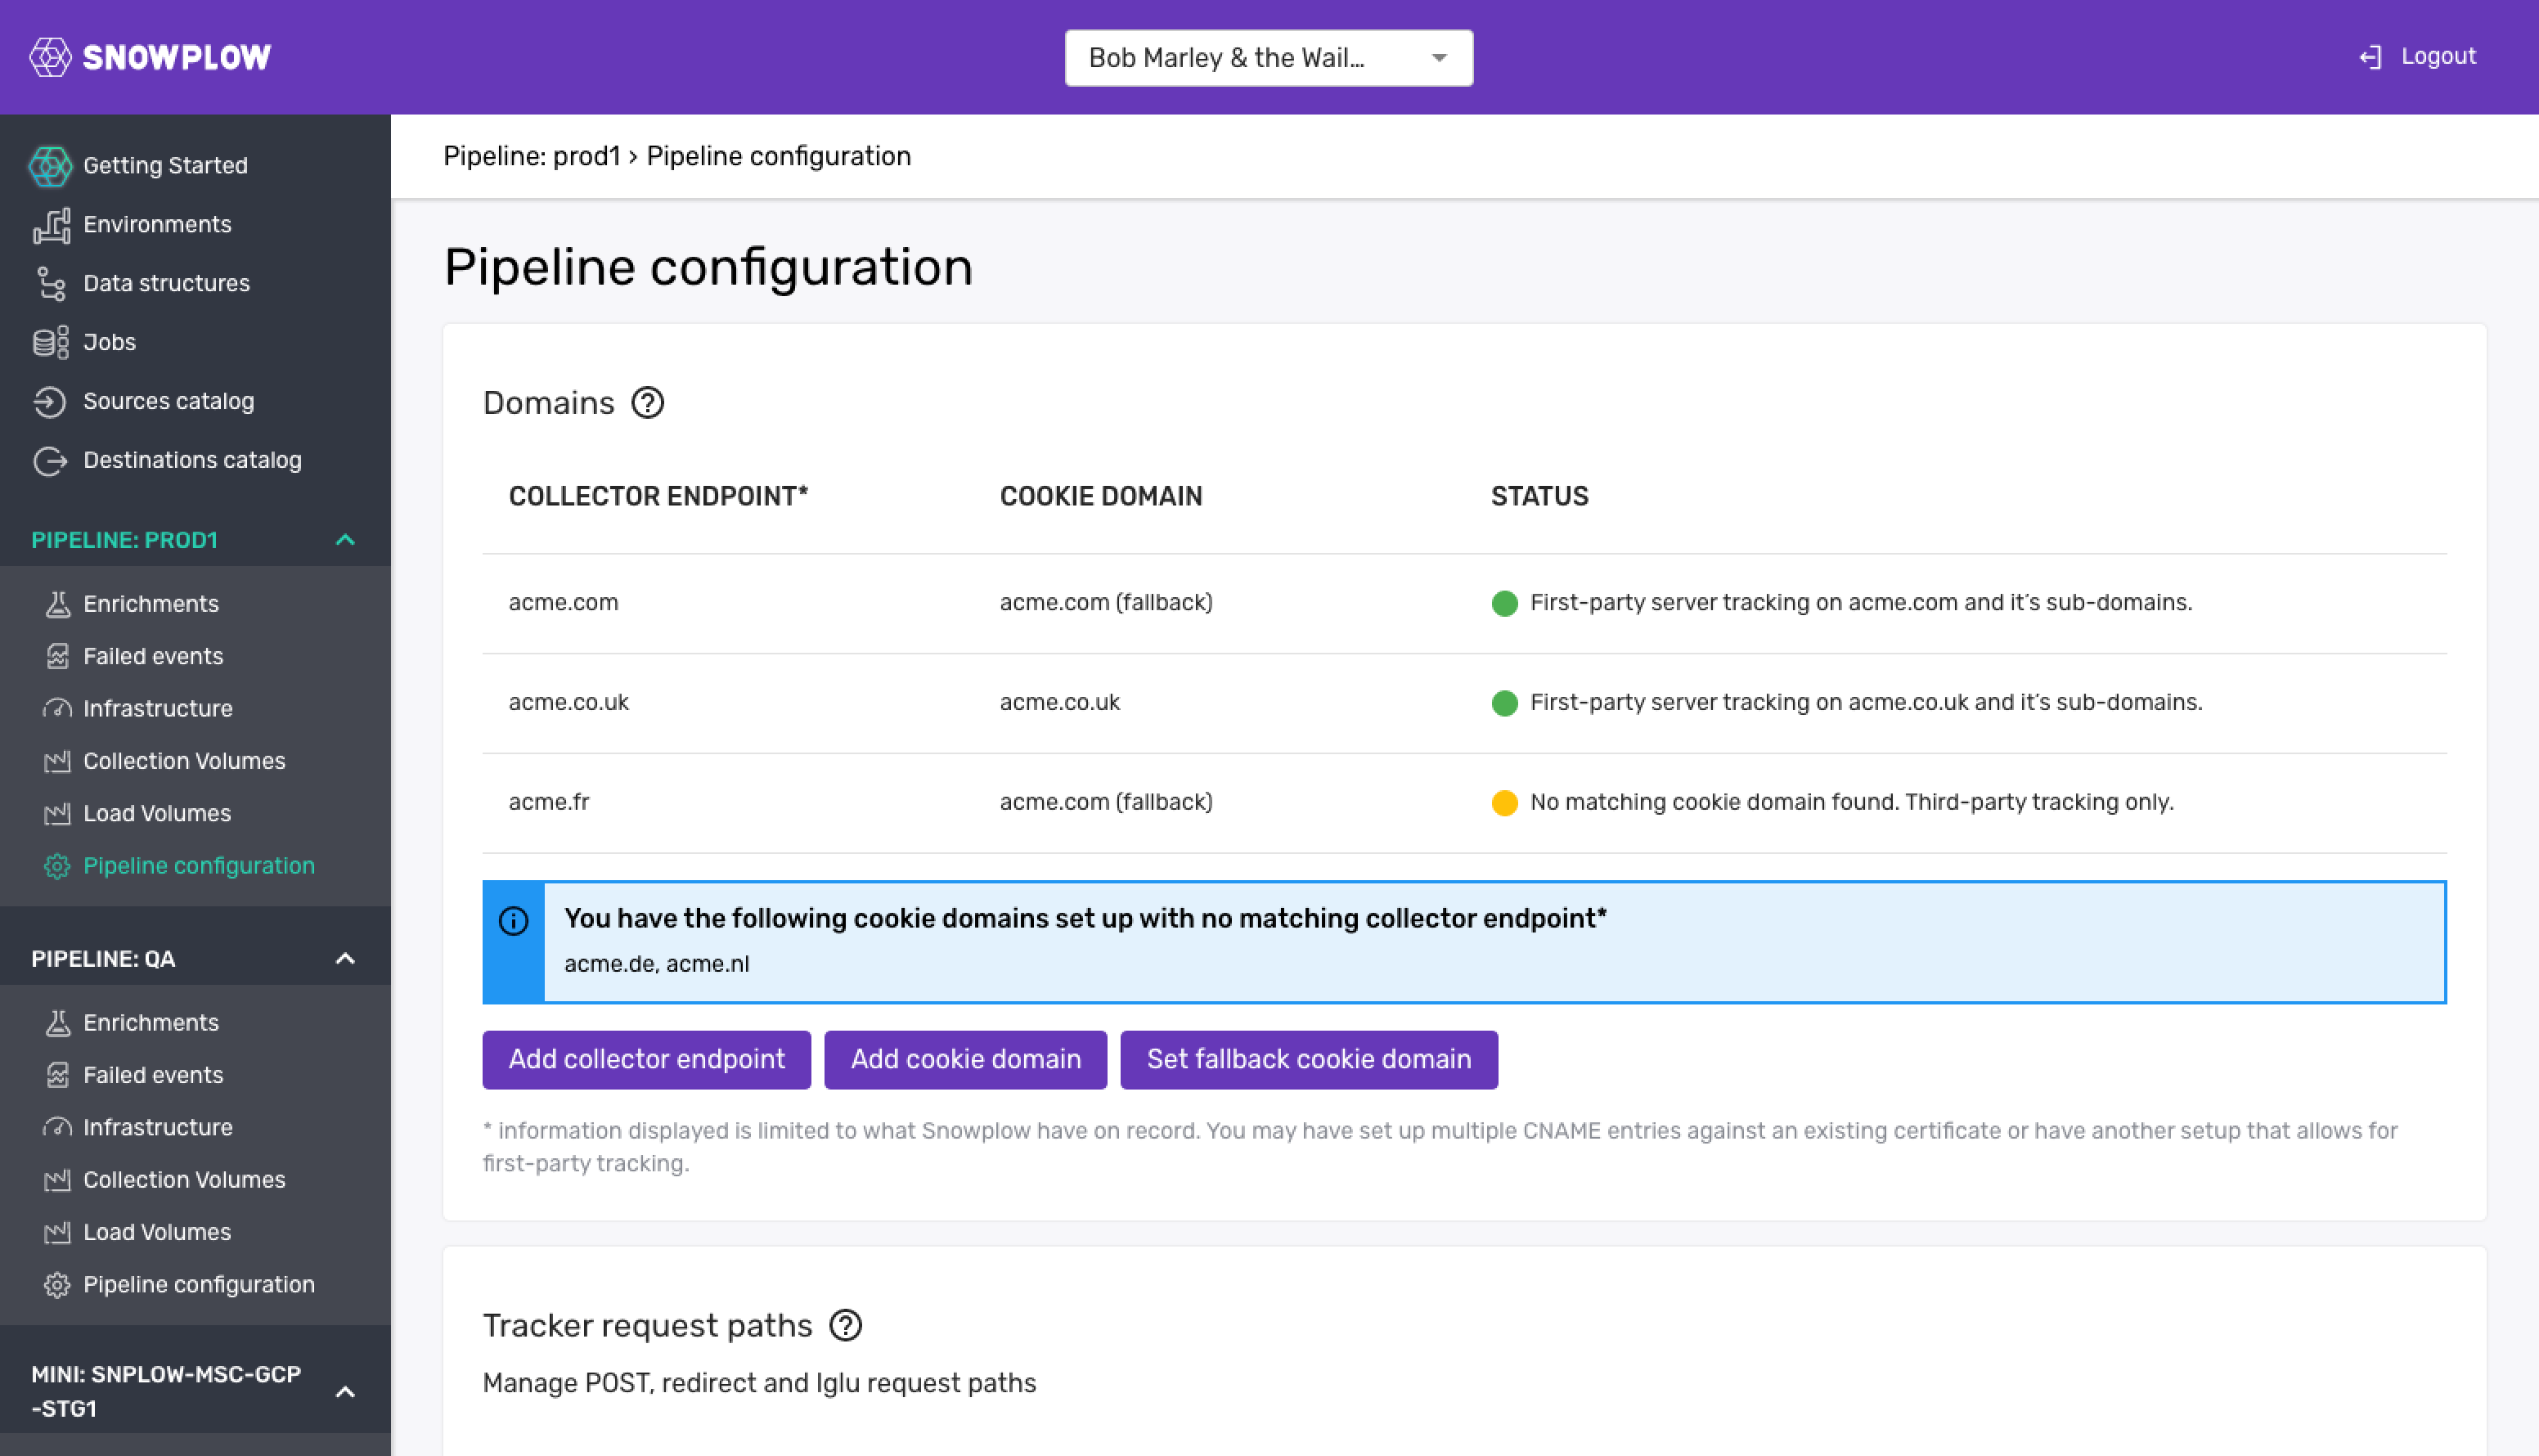 SNOWPLOW
Bob Marley & the Wail...
Logout
Getting Started
Environments
Data structures
Jobs
Sources catalog
Destinations catalog
PIPELINE: PROD1
Enrichments
Failed events
Infrastructure
Collection Volumes
Load Volumes
Pipeline configuration
PIPELINE: QA
Enrichments
Failed events
Infrastructure
Collection Volumes
Load Volumes
Pipeline configuration
MINI: SNPLOW-MSC-GCP
-STG1
Pipeline: prod1 › Pipeline configuration
Pipeline configuration
Domains
COLLECTOR ENDPOINT* COOKIE DOMAIN STATUS
acme.com acme.com (fallback) First-party server tracking on acme.com and it’s sub-domains.
acme.co.uk acme.co.uk First-party server tracking on acme.co.uk and it’s sub-domains.
acme.fr acme.com (fallback) No matching cookie domain found. Third-party tracking only.
You have the following cookie domains set up with no matching collector endpoint*
acme.de, acme.nl
Add collector endpoint Add cookie domain Set fallback cookie domain
* information displayed is limited to what Snowplow have on record. You may have set up multiple CNAME entries against an existing certificate or have another setup that allows for
first-party tracking.
Tracker request paths
Manage POST, redirect and Iglu request paths